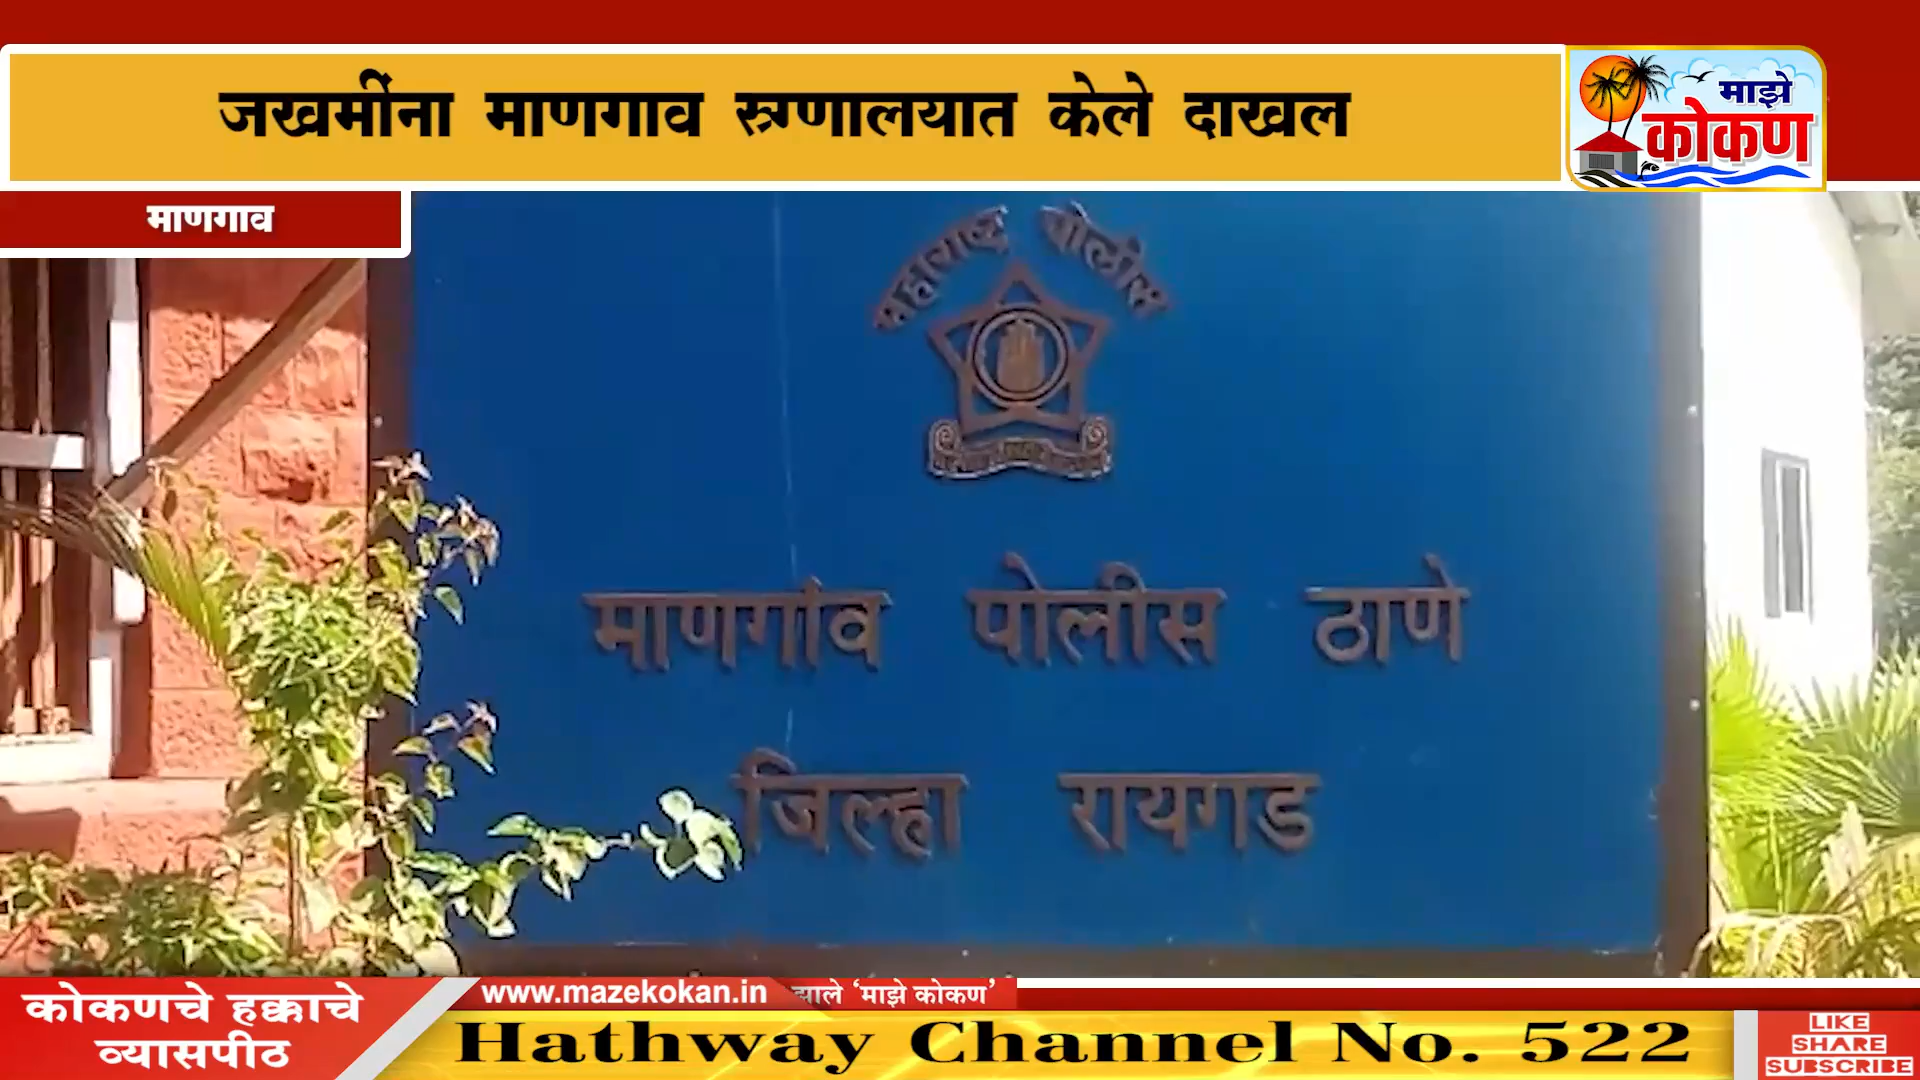 जखमींना माणगाव रुग्णालयात केले दाखल
माझे
कोकण
माणगाव
महाराष्ट्र पोलीस
माणगांव पोलीस ठाणे
जिल्हा रायगड
कोकणचे हक्काचे
व्यासपीठ
www.mazekokan.in
झाले ‘माझे कोकण’
Hathway Channel No. 522
LIKE
SHARE
SUBSCRIBE